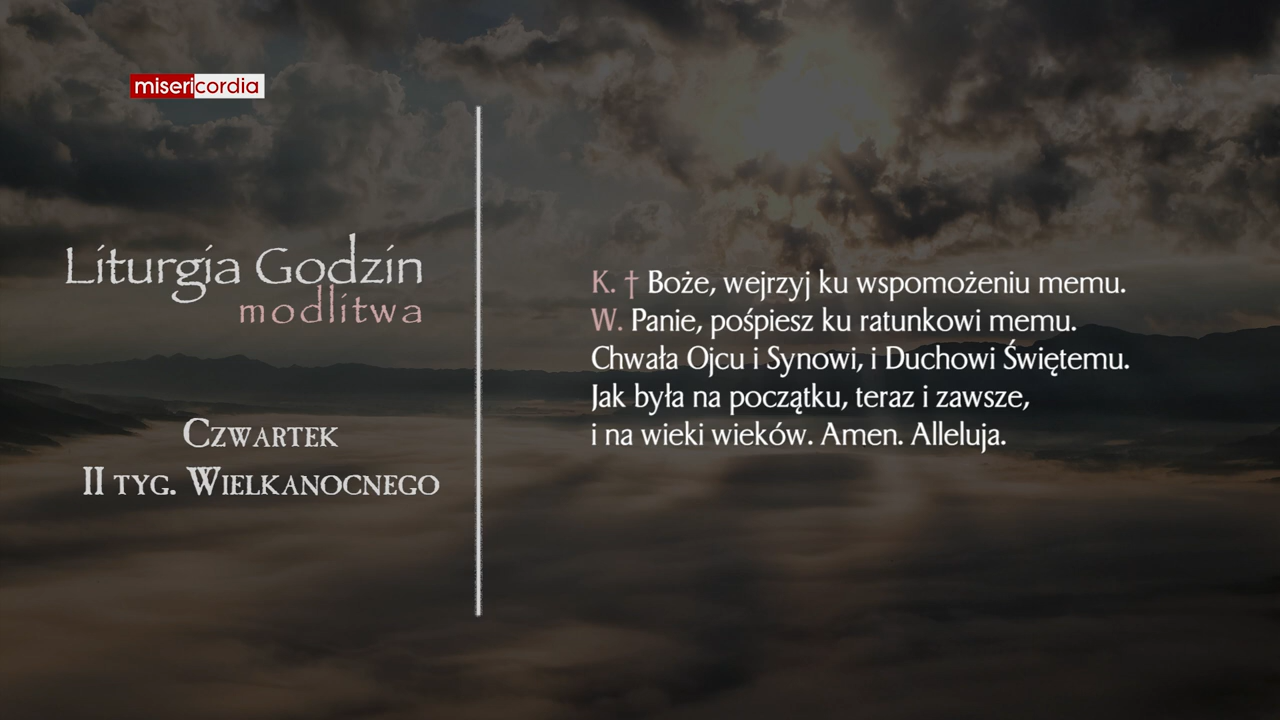 misericordia
Liturgia Godzin
modlitwa
Czwartek
II tyg. Wielkanocnego
K. † Boże, wejrzyj ku wspomożeniu memu.
W. Panie, pośpiesz ku ratunkowi memu.
Chwała Ojcu i Synowi, i Duchowi Świętemu.
Jak była na początku, teraz i zawsze,
i na wieki wieków. Amen. Alleluja.